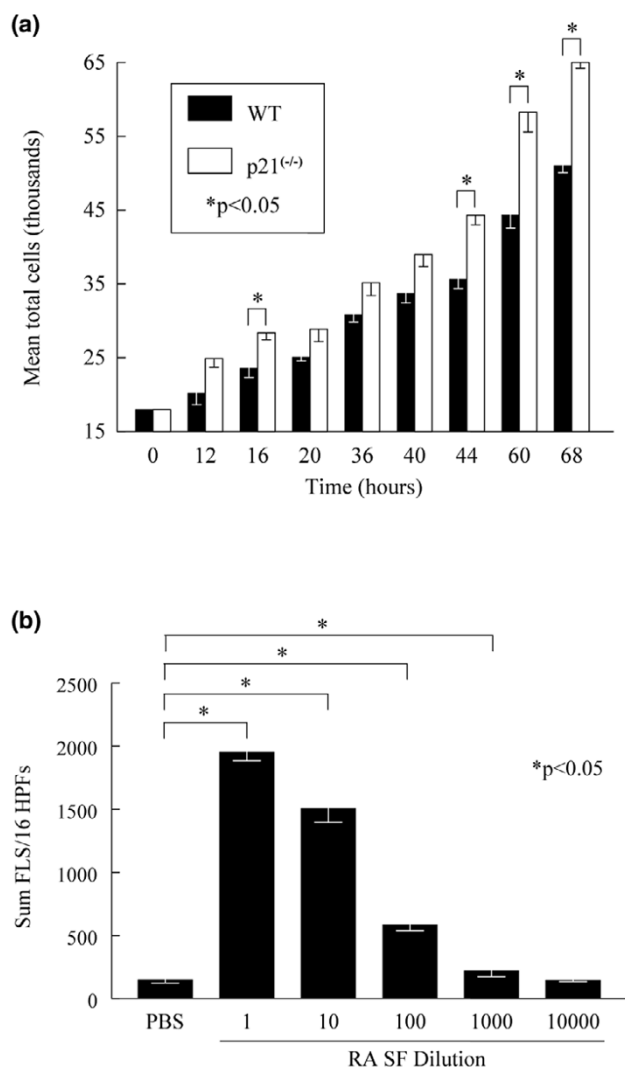 (a)
*
65
*
WT
55
p21(-/-)
*
*p<0.05
45
Mean total cells (thousands)
35
*
25
15
0 12 16 20 36 40 44 60 68
Time (hours)
(b)
*
*
*
*
2500
2000
*p<0.05
1500
Sum FLS/16 HPFs
1000
500
0
PBS 1 10 100 1000 10000
RA SF Dilution